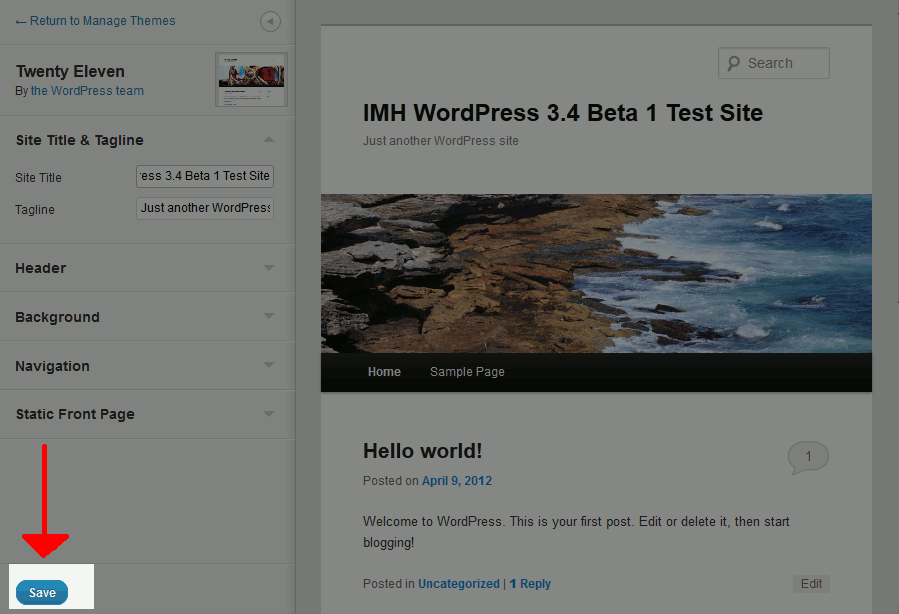 ← Return to Manage Themes
Twenty Eleven
By the WordPress team
Site Title & Tagline
Site Title
ress 3.4 Beta 1 Test Site
Tagline
Just another WordPress
Header
Background
Navigation
Static Front Page
Save
Search
IMH WordPress 3.4 Beta 1 Test Site
Just another WordPress site
Home
Sample Page
Hello world!
1
Posted on April 9, 2012
Welcome to WordPress. This is your first post. Edit or delete it, then start
blogging!
Posted in Uncategorized | 1 Reply
Edit